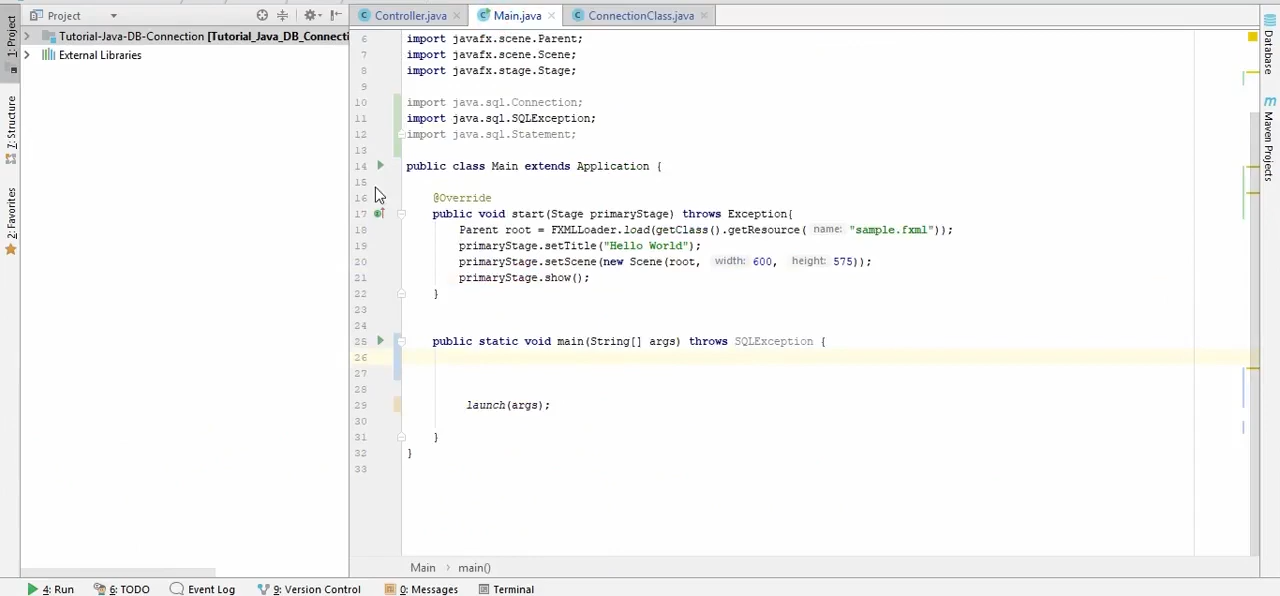 Project
Controller.java
Main.java
ConnectionClass.java
1: Project
Z: Structure
2: Favorites
Database
Maven Projects
Tutorial-Java-DB-Connection [Tutorial_Java_DB_Connecti
External Libraries
6 import javafx.scene.Parent;
7 import javafx.scene.Scene;
8 import javafx.stage.Stage;
9
10 import java.sql.Connection;
11 import java.sql.SQLException;
12 import java.sql.Statement;
13
14 public class Main extends Application {
15
16 @Override
17 public void start(Stage primaryStage) throws Exception{
18 Parent root = FXMLLoader.load(getClass().getResource( name: "sample.fxml"));
19 primaryStage.setTitle("Hello World");
20 primaryStage.setScene(new Scene(root, width: 600, height: 575));
21 primaryStage.show();
22 }
23
24
25 public static void main(String[] args) throws SQLException {
26
27
28
29 launch(args);
30
31 }
32 }
33
Main main()
4: Run 6: TODO Event Log 9: Version Control 0: Messages Terminal